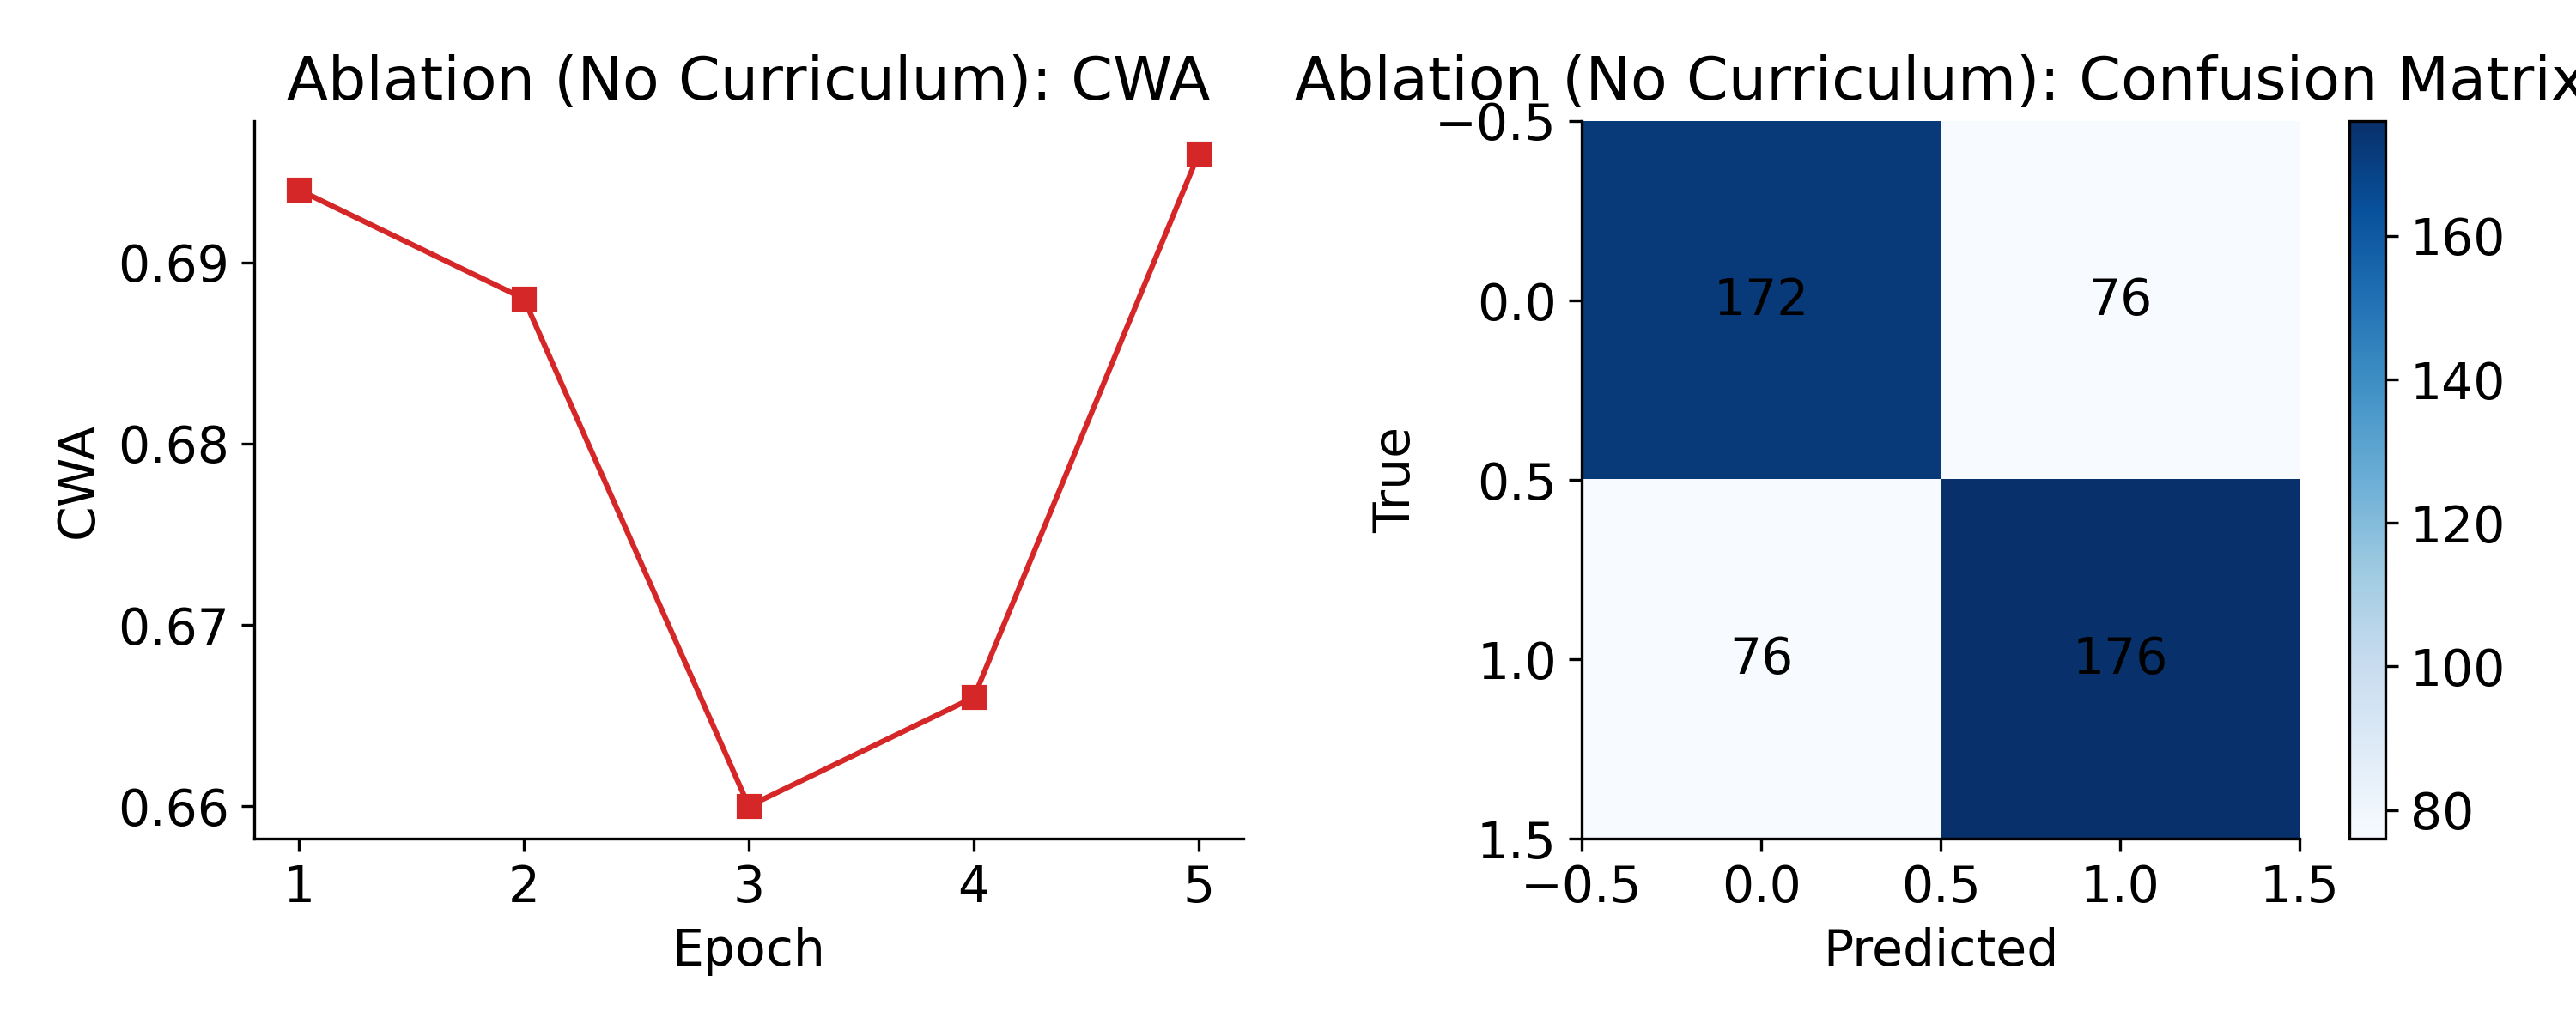 Ablation (No Curriculum): CWA
CWA
0.69
0.68
0.67
0.66
1 2 3 4 5
Epoch
Ablation (No Curriculum): Confusion Matrix
True
−0.5
0.0
0.5
1.0
1.5
172 76
76 176
−0.5 0.0 0.5 1.0 1.5
Predicted
160
140
120
100
80